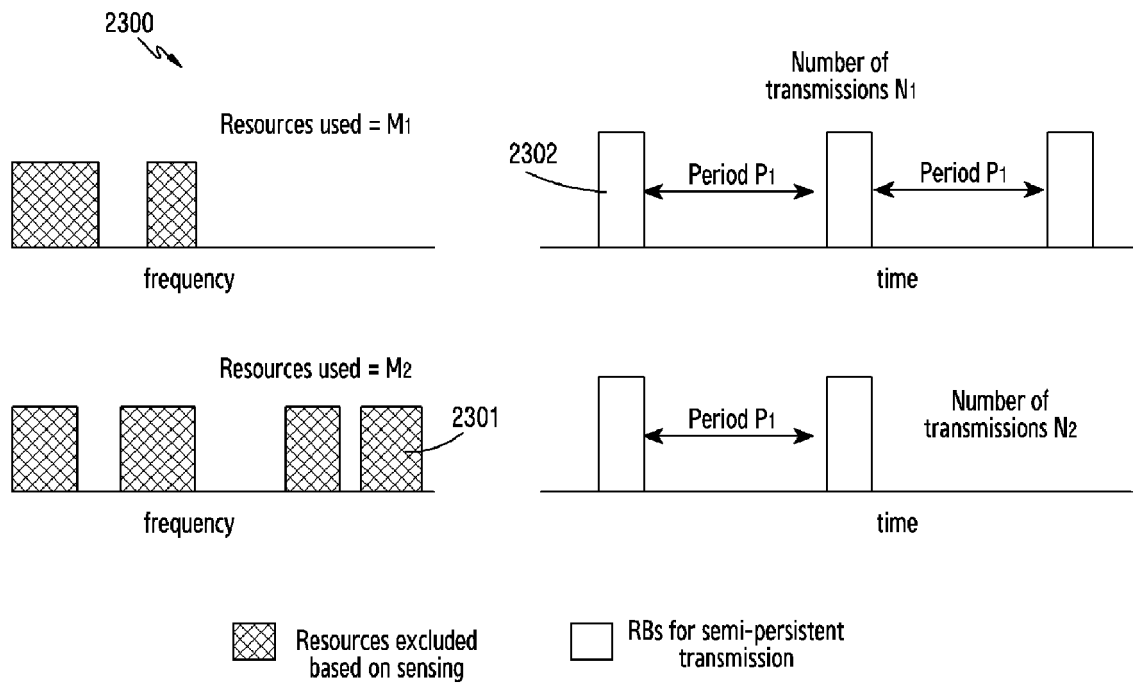 2300
Resources used = M1
frequency
Number of
transmissions N1
2302
Period P1
Period P1
time
Resources used = M2
2301
frequency
Period P1
Number of
transmissions N2
time
Resources excluded
based on sensing
RBs for semi-persistent
transmission